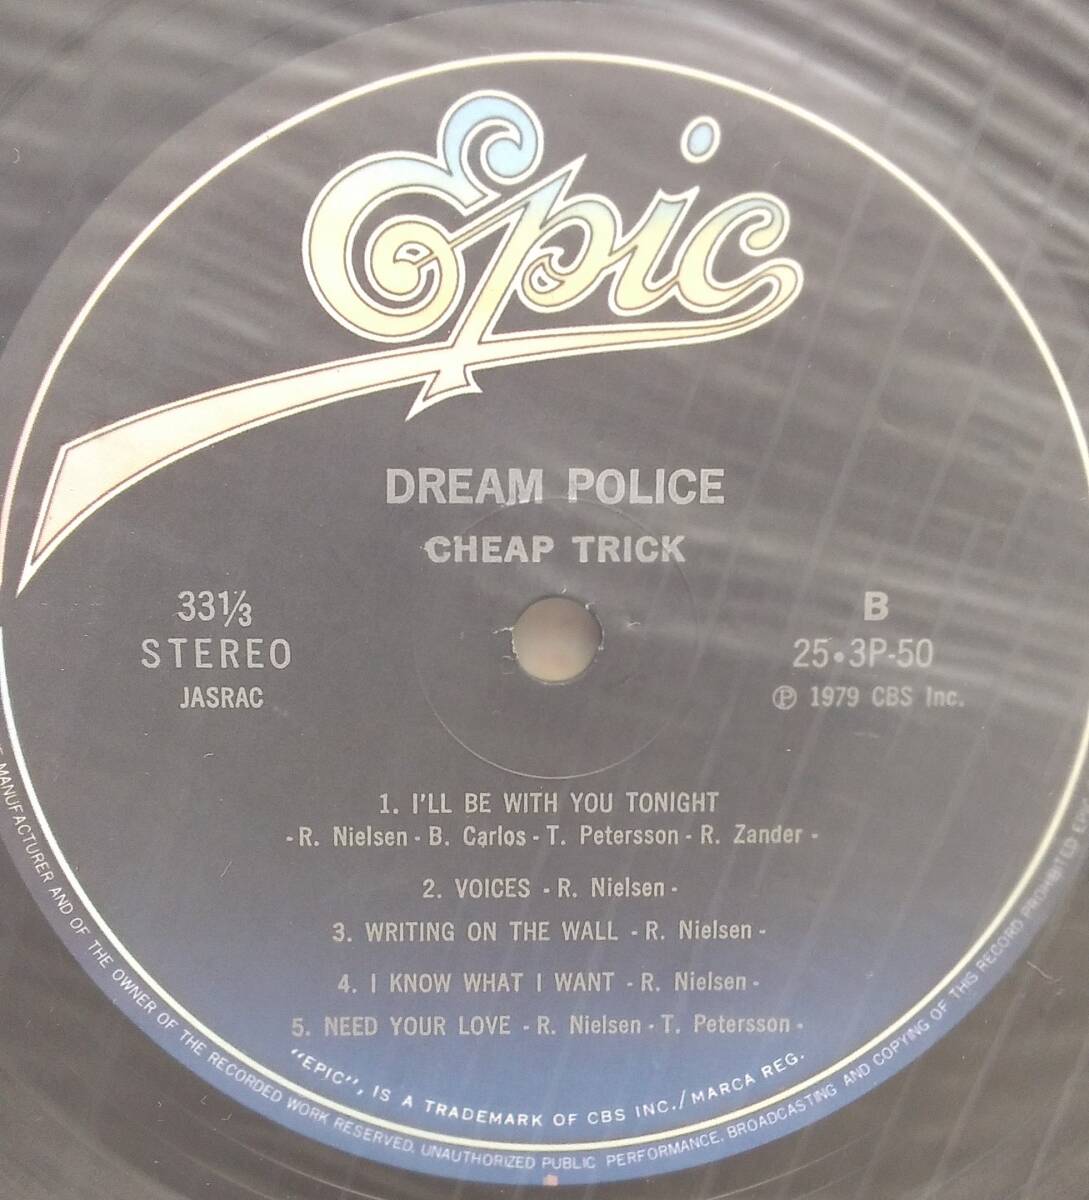 Epic
DREAM POLICE
CHEAP TRICK
33 1/3
STEREO
JASRAC
B
25•3P-50
Ⓟ 1979 CBS Inc.
1. I'LL BE WITH YOU TONIGHT
-R. Nielsen - B. Carlos - T. Petersson - R. Zander -
2. VOICES - R. Nielsen -
3. WRITING ON THE WALL - R. Nielsen -
4. I KNOW WHAT I WANT - R. Nielsen -
5. NEED YOUR LOVE - R. Nielsen - T. Petersson -
"EPIC", IS A TRADEMARK OF CBS INC./MARCA REG.
MANUFACTURER AND OF THE OWNER OF THE RECORDED WORK RESERVED. UNAUTHORIZED PUBLIC PERFORMANCE, BROADCASTING AND COPYING OF THIS RECORD PROHIBITED